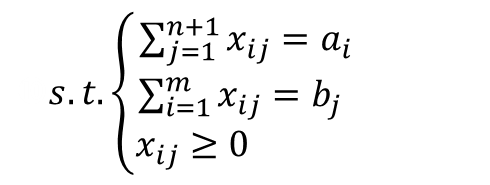 s.t. { ∑_{j=1}^{n+1} x_{ij} = a_i
∑_{i=1}^{m} x_{ij} = b_j
x_{ij} ≥ 0